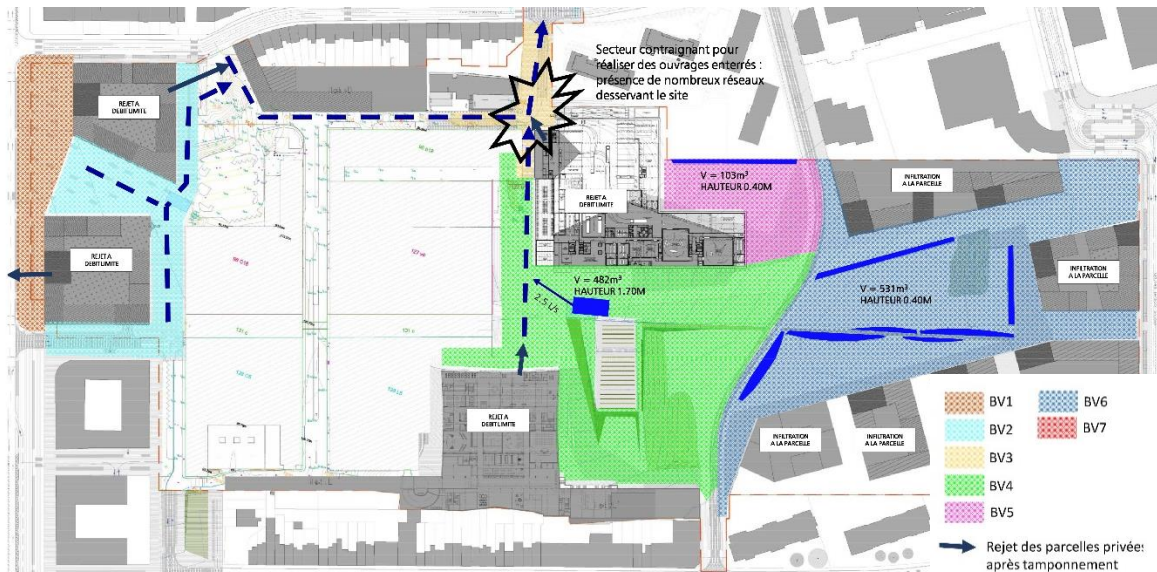 Secteur contraignant pour
réaliser des ouvrages enterrés :
présence de nombreux réseaux
desservant le site
REJET A
DEBIT LIMITE
V = 103m³
HAUTEUR 0.40M
INFILTRATION
A LA PARCELLE
REJET A
DEBIT LIMITE
REJET A
DEBIT LIMITE
INFILTRATION
A LA PARCELLE
V = 482m³
HAUTEUR 1.70M
2.5 L/s
V = 531m³
HAUTEUR 0.40M
REJET A
DEBIT LIMITE
INFILTRATION
A LA PARCELLE
INFILTRATION
A LA PARCELLE
BV1
BV6
BV2
BV7
BV3
BV4
BV5
Rejet des parcelles privées
après tamponnement